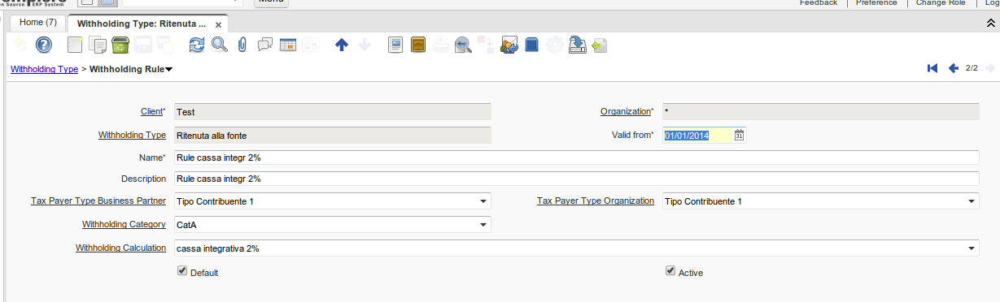 on Source ERP System Menu Feedback Preference Change Role Log
Home (7) Withholding Type: Ritenuta ... x
Withholding Type > Withholding Rule 2/2
Client* Test Organization* *
Withholding Type Ritenuta alla fonte Valid from* 01/01/2014 31
Name* Rule cassa integr 2%
Description Rule cassa integr 2%
Tax Payer Type Business Partner Tipo Contribuente 1 Tax Payer Type Organization Tipo Contribuente 1
Withholding Category CatA
Withholding Calculation cassa integrativa 2%
Default Active